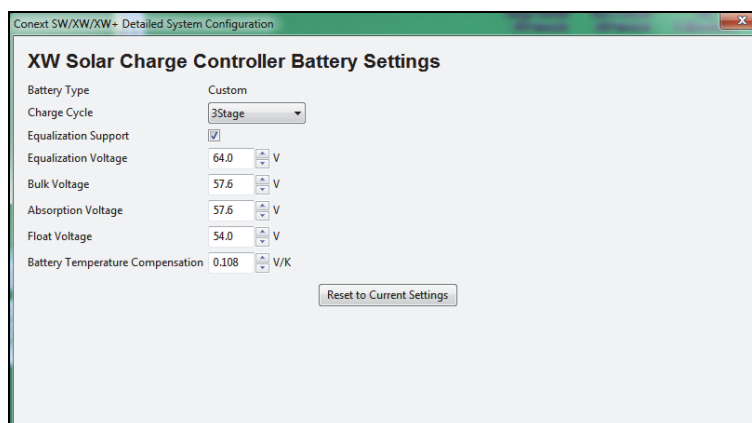 Conext SW/XW/XW+ Detailed System Configuration
XW Solar Charge Controller Battery Settings
Battery Type Custom
Charge Cycle 3Stage
Equalization Support
Equalization Voltage 64.0 V
Bulk Voltage 57.6 V
Absorption Voltage 57.6 V
Float Voltage 54.0 V
Battery Temperature Compensation 0.108 V/K
Reset to Current Settings